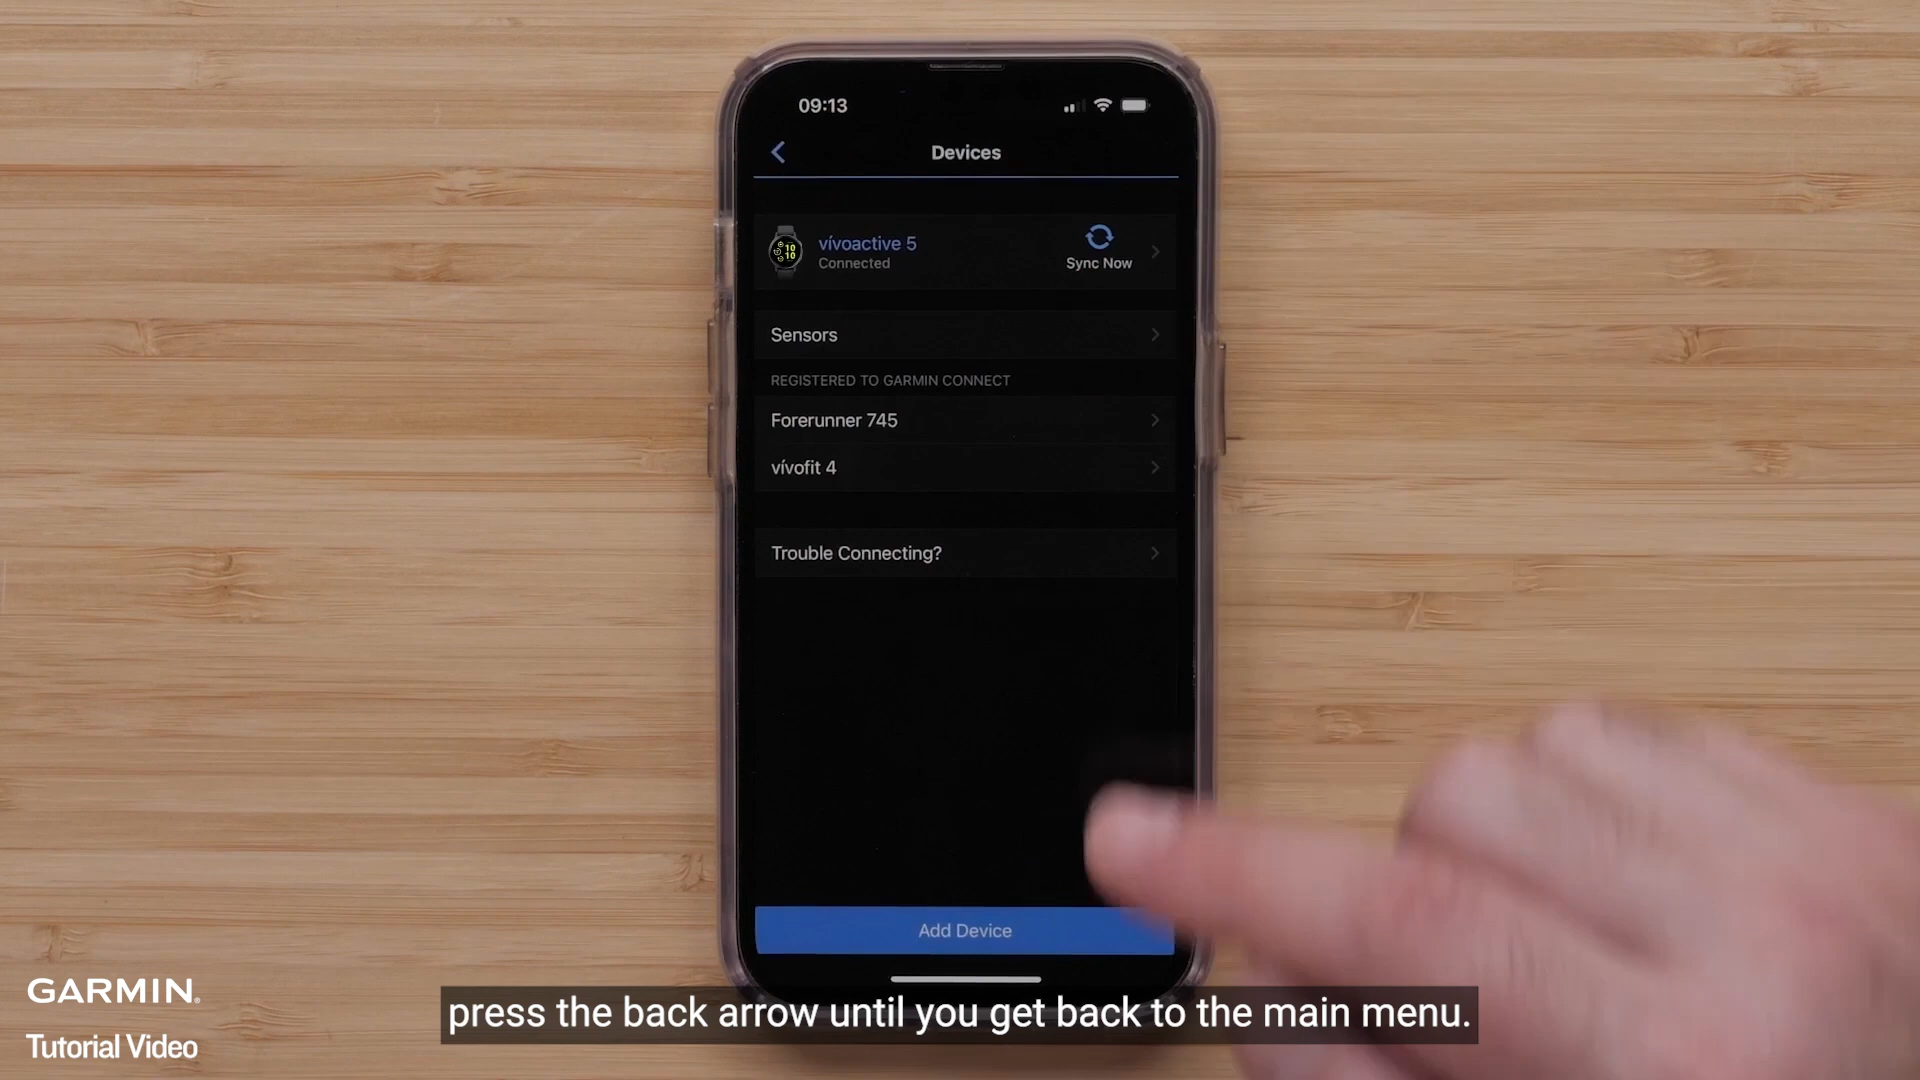 09:13
Devices
vívoactive 5
Connected
Sync Now
Sensors
REGISTERED TO GARMIN CONNECT
Forerunner 745
vívofit 4
Trouble Connecting?
Add Device
GARMIN
Tutorial Video
press the back arrow until you get back to the main menu.